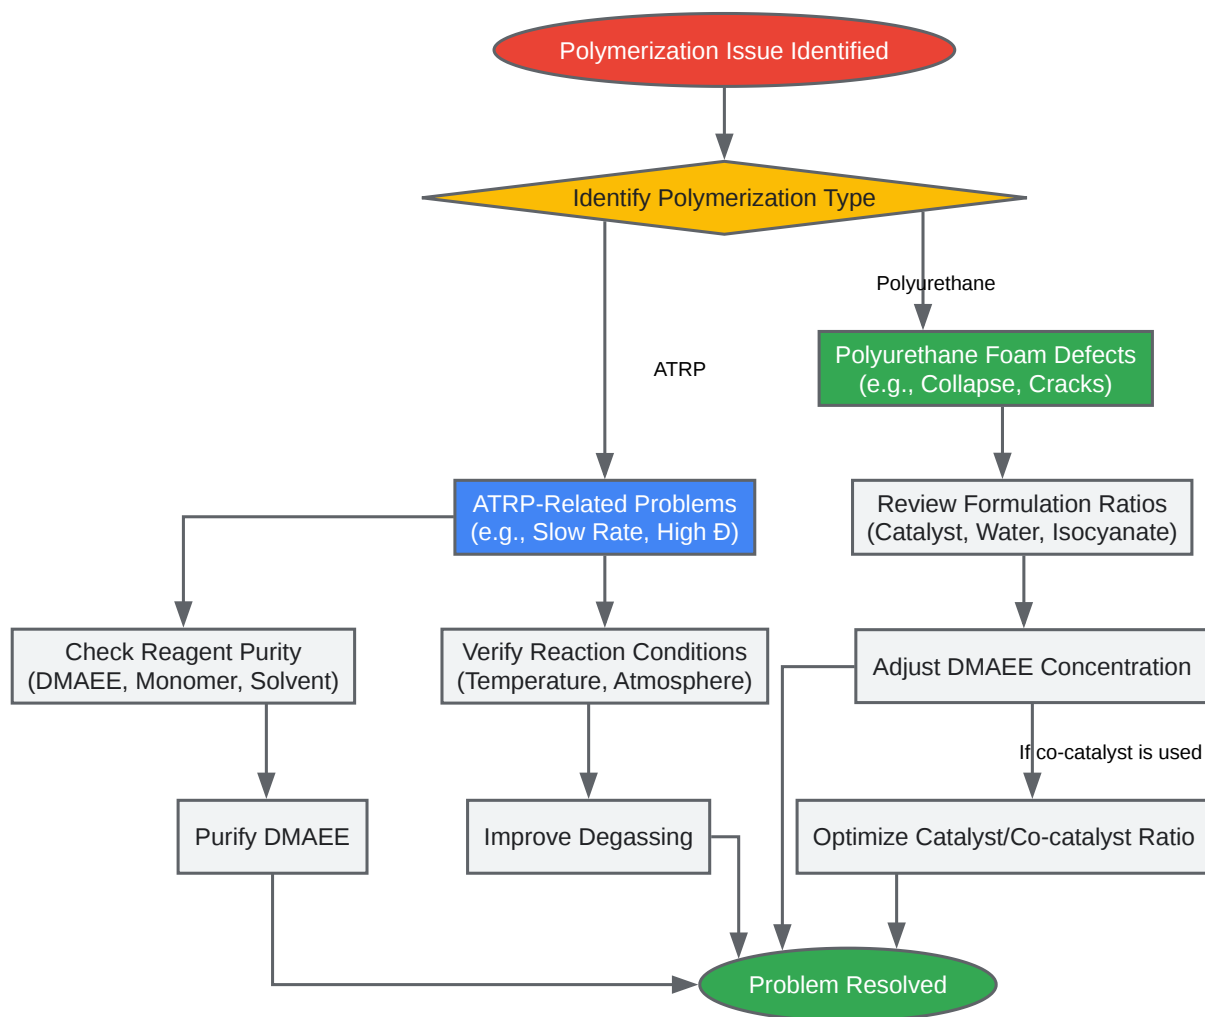 Polymerization Issue Identified
Identify Polymerization Type
Polyurethane
Polyurethane Foam Defects
(e.g., Collapse, Cracks)
ATRP
ATRP-Related Problems
(e.g., Slow Rate, High Đ)
Review Formulation Ratios
(Catalyst, Water, Isocyanate)
Check Reagent Purity
(DMAEE, Monomer, Solvent)
Verify Reaction Conditions
(Temperature, Atmosphere)
Adjust DMAEE Concentration
If co-catalyst is used
Purify DMAEE
Improve Degassing
Optimize Catalyst/Co-catalyst Ratio
Problem Resolved